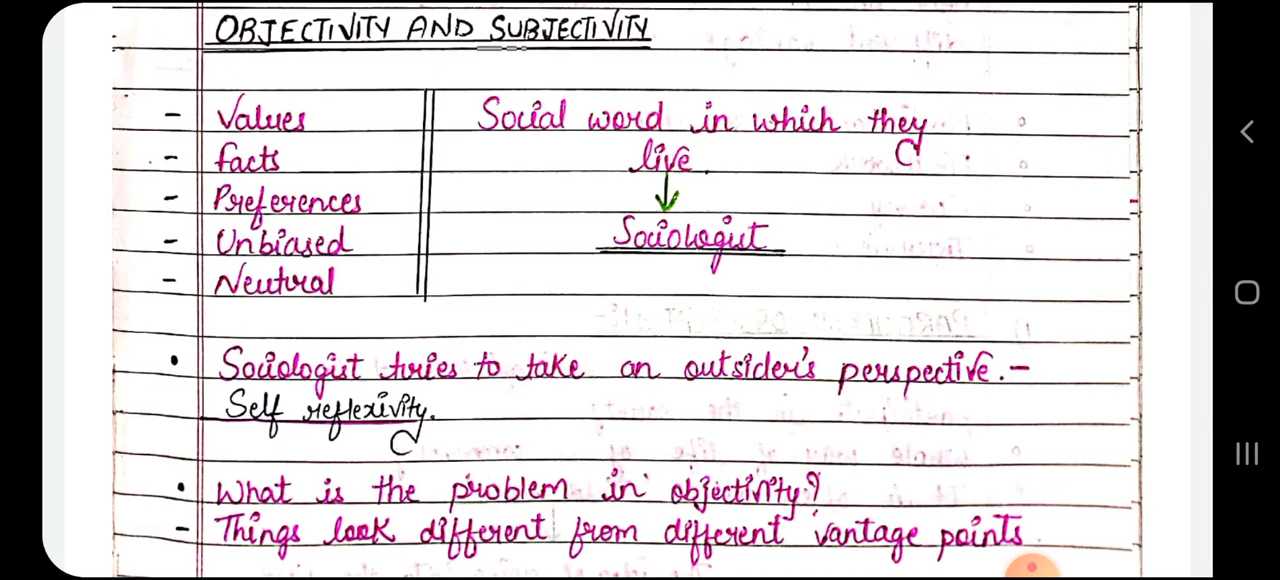 OBJECTIVITY AND SUBJECTIVITY
- Values
- facts
- Preferences
- Unbiased
- Neutral
Social word in which they
live
↓
Sociologist
• Sociologist tries to take an outsider's perspective. -
Self reflexivity.
• What is the problem in objectivity?
- Things look different from different vantage points